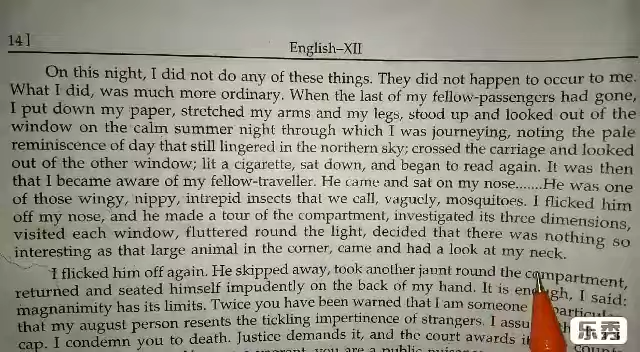 14]
English–XII
On this night, I did not do any of these things. They did not happen to occur to me.
What I did, was much more ordinary. When the last of my fellow-passengers had gone,
I put down my paper, stretched my arms and my legs, stood up and looked out of the
window on the calm summer night through which I was journeying, noting the pale
reminiscence of day that still lingered in the northern sky; crossed the carriage and looked
out of the other window; lit a cigarette, sat down, and began to read again. It was then
that I became aware of my fellow-traveller. He came and sat on my nose.......He was one
of those wingy, nippy, intrepid insects that we call, vaguely, mosquitoes. I flicked him
off my nose, and he made a tour of the compartment, investigated its three dimensions,
visited each window, fluttered round the light, decided that there was nothing so
interesting as that large animal in the corner, came and had a look at my neck.
I flicked him off again. He skipped away, took another jaunt round the compartment,
returned and seated himself impudently on the back of my hand. It is enough, I said:
magnanimity has its limits. Twice you have been warned that I am someone
that my august person resents the tickling impertinence of strangers. I
cap. I condemn you to death. Justice demands it, and the court awards
you are a public
乐秀